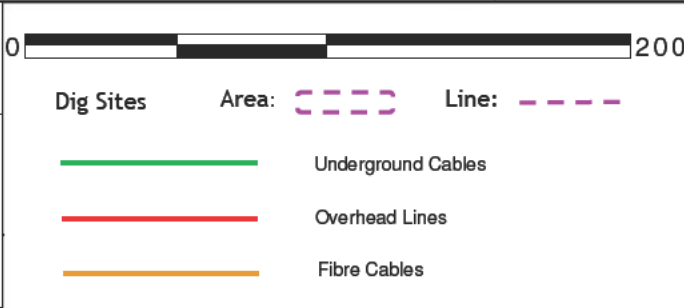 0 200
Dig Sites Area: Line:
Underground Cables
Overhead Lines
Fibre Cables